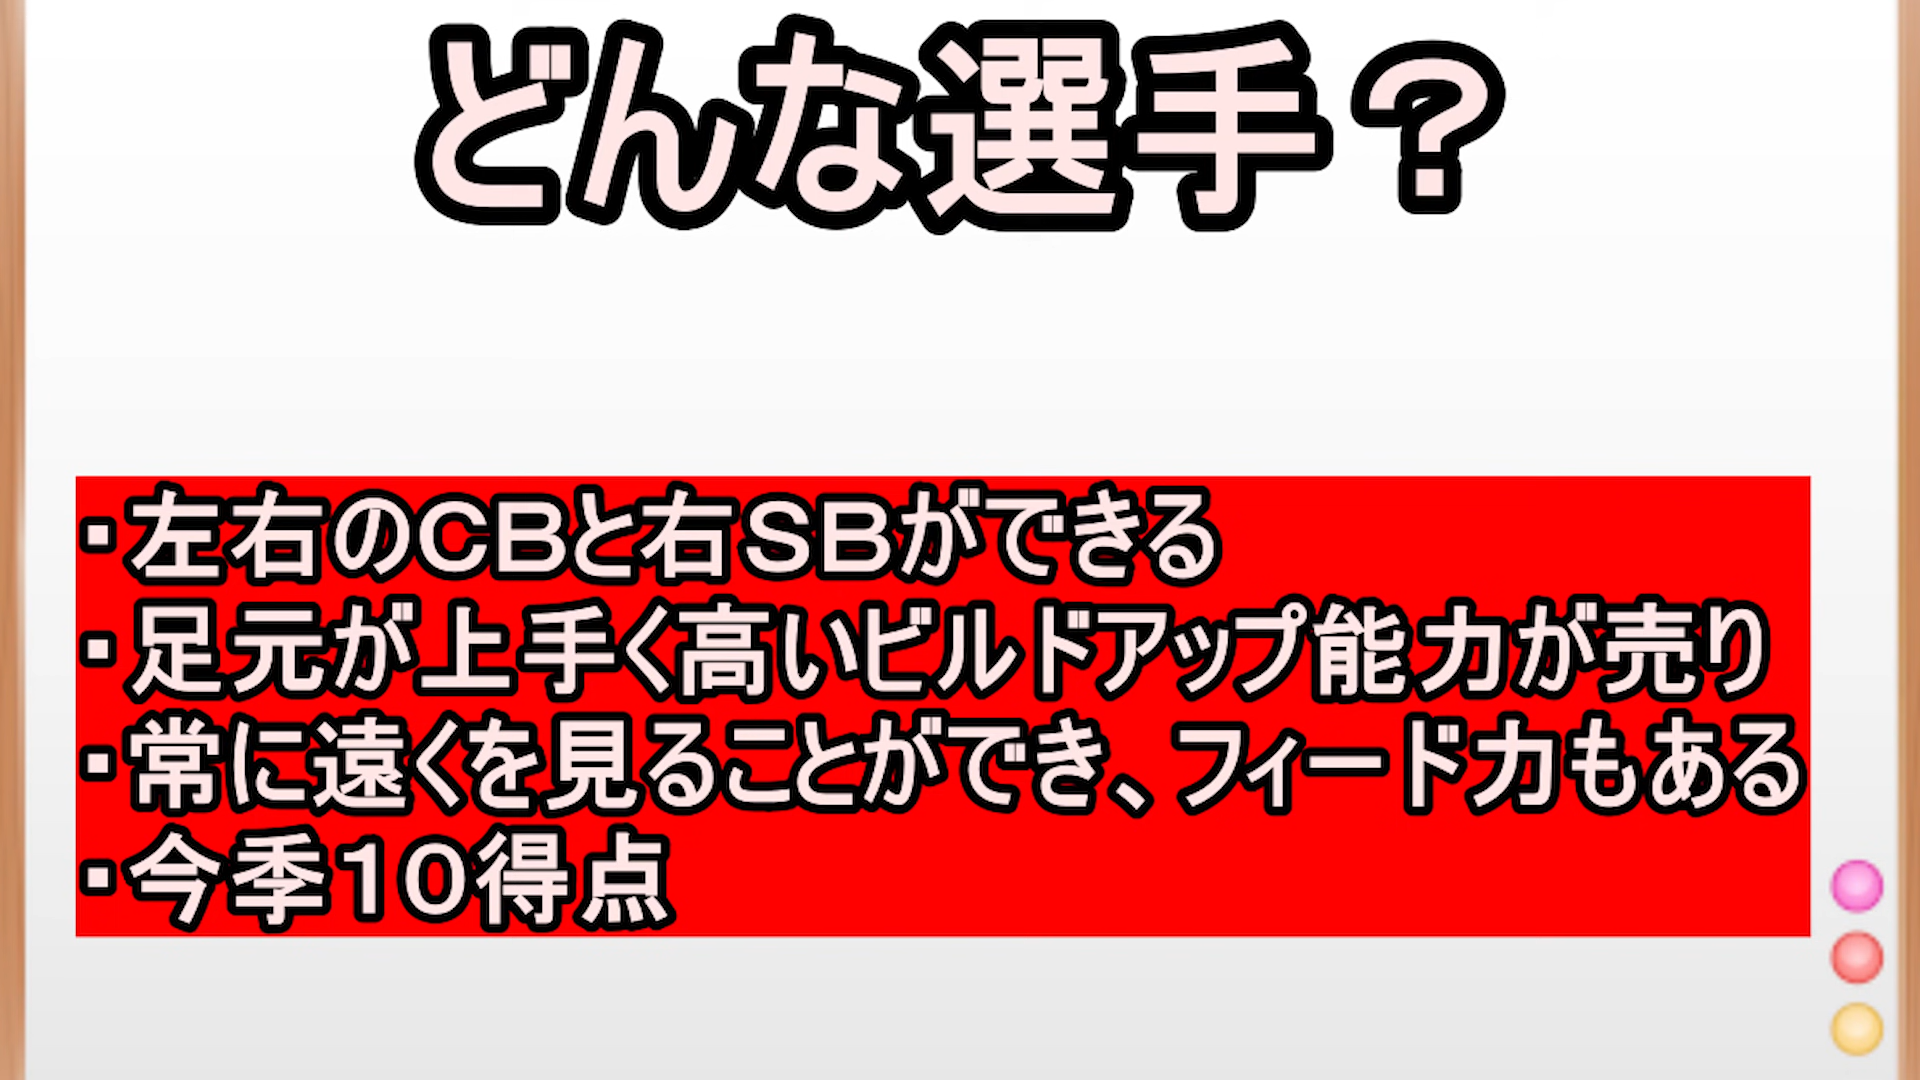 どんな選手？
・左右のＣＢと右ＳＢができる
・足元が上手く高いビルドアップ能力が売り
・常に遠くを見ることができ、フィード力もある
・今季１０得点